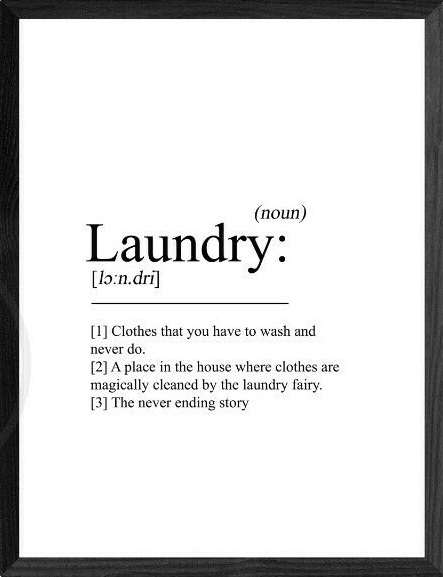 (noun)
Laundry:
[lɔːn.dri]
[1] Clothes that you have to wash and
never do.
[2] A place in the house where clothes are
magically cleaned by the laundry fairy.
[3] The never ending story